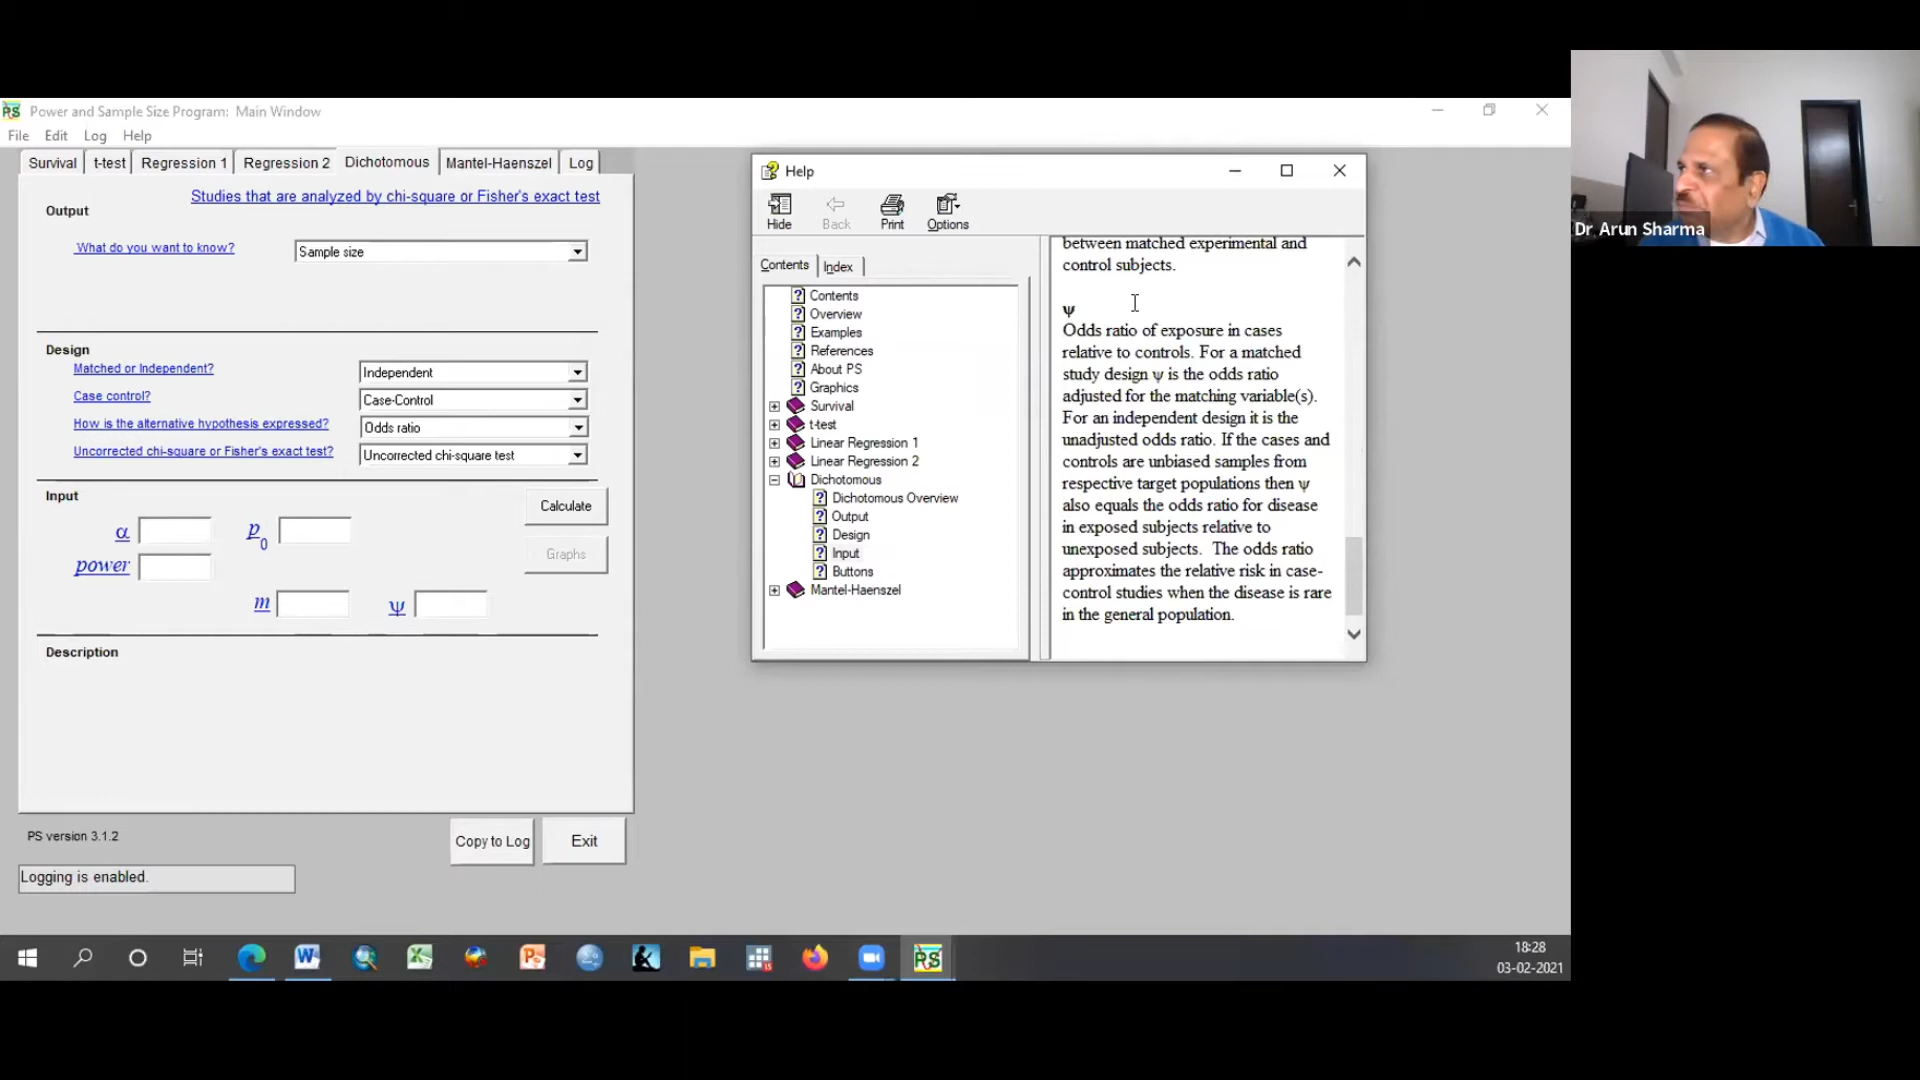 Power and Sample Size Program: Main Window
File Edit Log Help
Survival t-test Regression 1 Regression 2 Dichotomous Mantel-Haenszel Log
Studies that are analyzed by chi-square or Fisher's exact test
Output
What do you want to know? Sample size
Design
Matched or Independent? Independent
Case control? Case-Control
How is the alternative hypothesis expressed? Odds ratio
Uncorrected chi-square or Fisher's exact test? Uncorrected chi-square test
Input
Calculate
α p0
Graphs
power
m ψ
Description
PS version 3.1.2
Copy to Log Exit
Logging is enabled.
Help
Hide Back Print Options
Contents Index
Contents
Overview
Examples
References
About PS
Graphics
Survival
t-test
Linear Regression 1
Linear Regression 2
Dichotomous
Dichotomous Overview
Output
Design
Input
Buttons
Mantel-Haenszel
between matched experimental and
control subjects.
ψ
Odds ratio of exposure in cases
relative to controls. For a matched
study design ψ is the odds ratio
adjusted for the matching variable(s).
For an independent design it is the
unadjusted odds ratio. If the cases and
controls are unbiased samples from
respective target populations then ψ
also equals the odds ratio for disease
in exposed subjects relative to
unexposed subjects. The odds ratio
approximates the relative risk in case-
control studies when the disease is rare
in the general population.
Dr Arun Sharma
18:28
03-02-2021